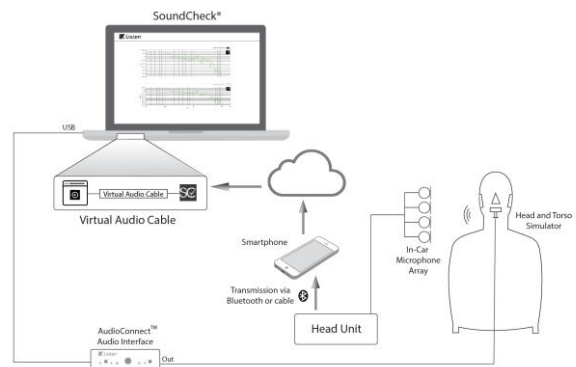 SoundCheck®
Listen
USB
Virtual Audio Cable
SC
Virtual Audio Cable
Smartphone
Transmission via
Bluetooth or cable
Head Unit
In-Car
Microphone
Array
Head and Torso
Simulator
AudioConnect™
Audio Interface
Listen
Out